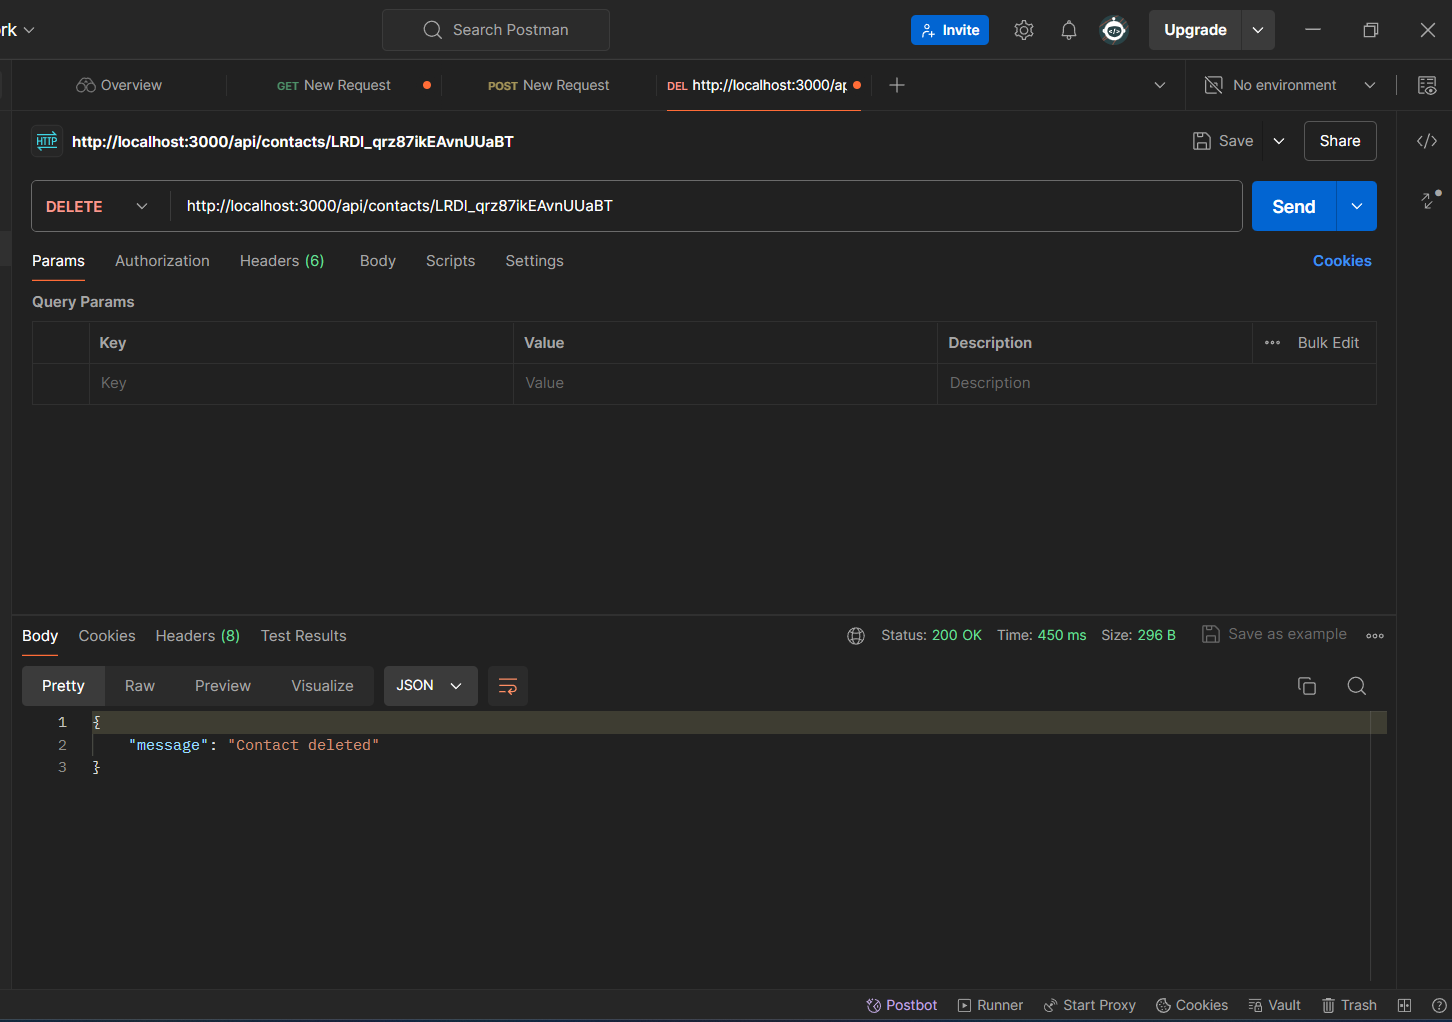 rk
Search Postman
Invite
Upgrade
Overview
GET New Request
POST New Request
DEL http://localhost:3000/ap
No environment
HTTP
http://localhost:3000/api/contacts/LRDl_qrz87ikEAvnUUaBT
Save
Share
DELETE
http://localhost:3000/api/contacts/LRDl_qrz87ikEAvnUUaBT
Send
Params Authorization Headers (6) Body Scripts Settings
Cookies
Query Params
Key Value Description Bulk Edit
Key Value Description
Body Cookies Headers (8) Test Results
Status: 200 OK Time: 450 ms Size: 296 B Save as example
Pretty Raw Preview Visualize JSON
1 {
2 "message": "Contact deleted"
3 }
Postbot Runner Start Proxy Cookies Vault Trash